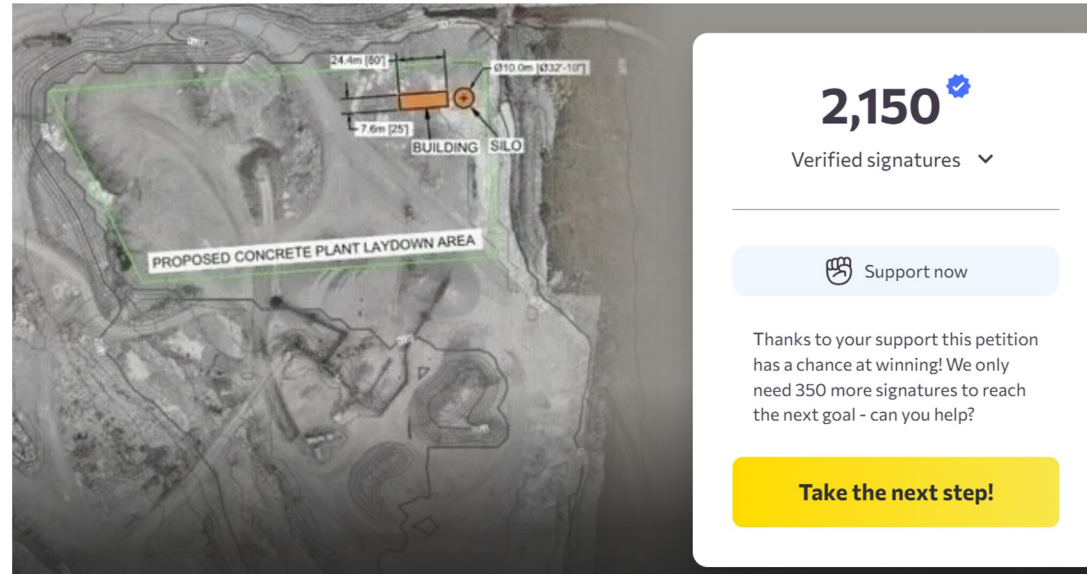 24.4m [80']
Ø10.0m [Ø32'-10"]
7.6m [25']
BUILDING SILO
PROPOSED CONCRETE PLANT LAYDOWN AREA
2,150
Verified signatures
Support now
Thanks to your support this petition
has a chance at winning! We only
need 350 more signatures to reach
the next goal - can you help?
Take the next step!